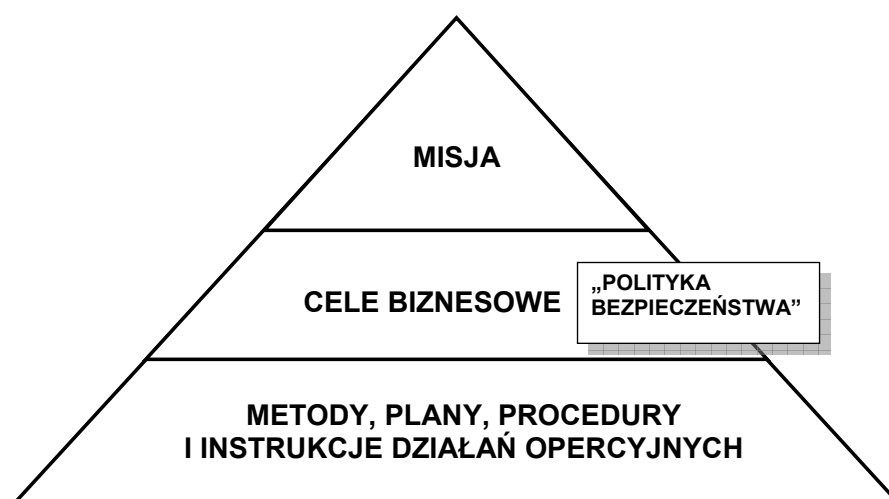 MISJA
CELE BIZNESOWE
„POLITYKA
BEZPIECZEŃSTWA”
METODY, PLANY, PROCEDURY
I INSTRUKCJE DZIAŁAŃ OPERCYJNYCH